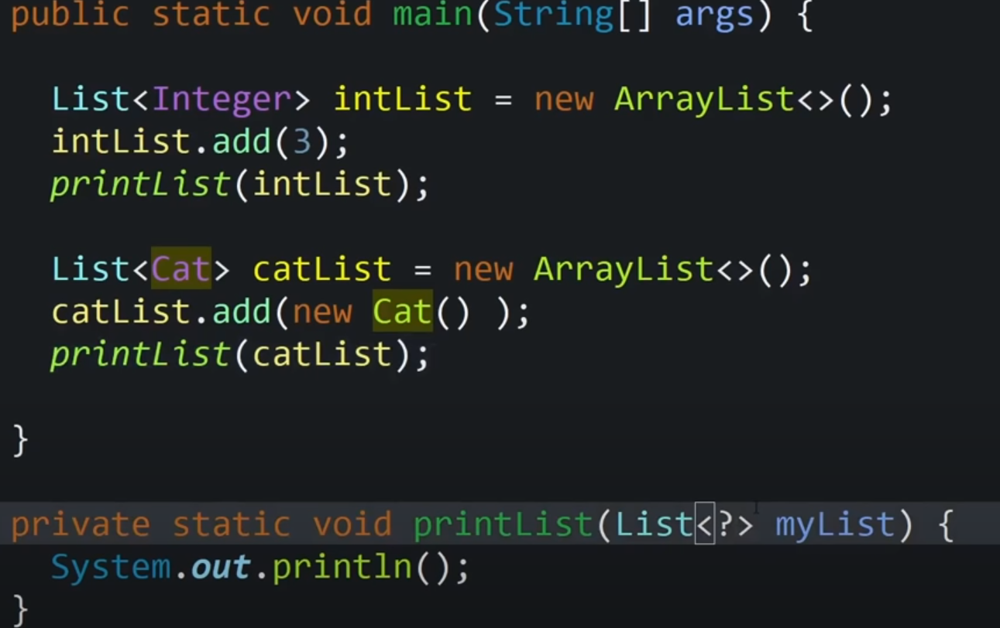 public static void main(String[] args) {
List<Integer> intList = new ArrayList<>();
intList.add(3);
printList(intList);
List<Cat> catList = new ArrayList<>();
catList.add(new Cat() );
printList(catList);
}
private static void printList(List<?> myList) {
System.out.println();
}